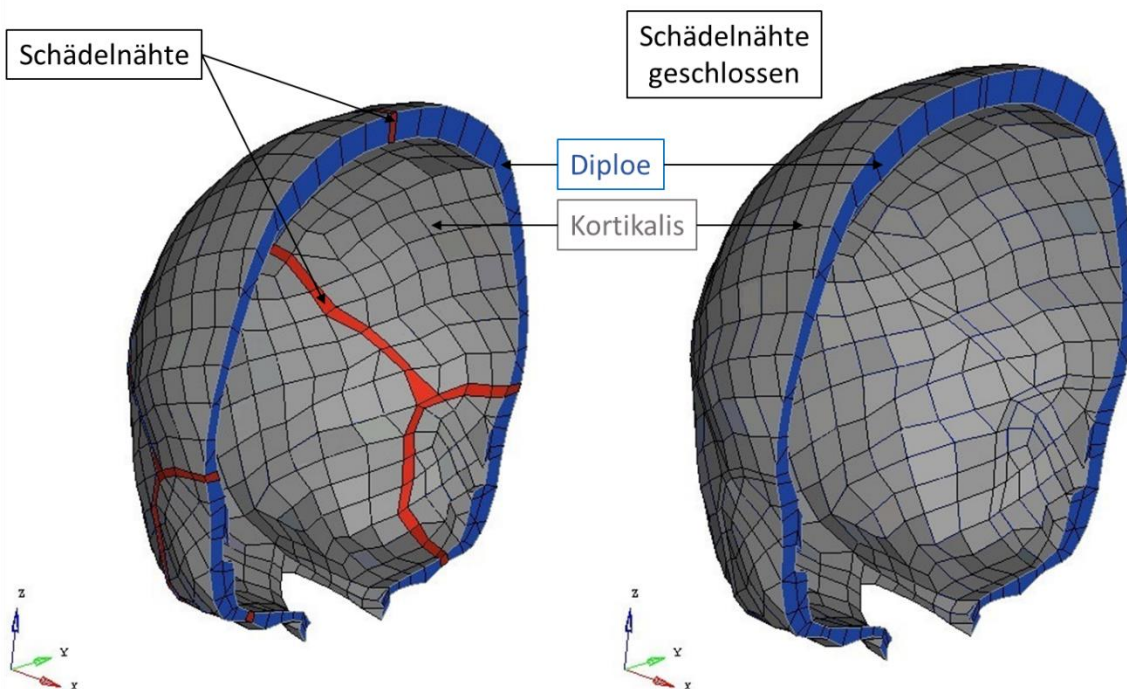 Schädelnähte
Schädelnähte
geschlossen
Diploe
Kortikalis
Z
Y
X
Z
Y
X